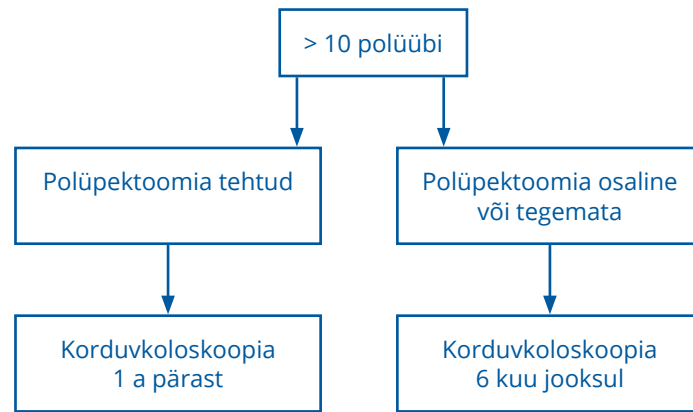 > 10 polüübi
Polüpektoomia tehtud
Polüpektoomia osaline
või tegemata
Korduvkoloskoopia
1 a pärast
Korduvkoloskoopia
6 kuu jooksul